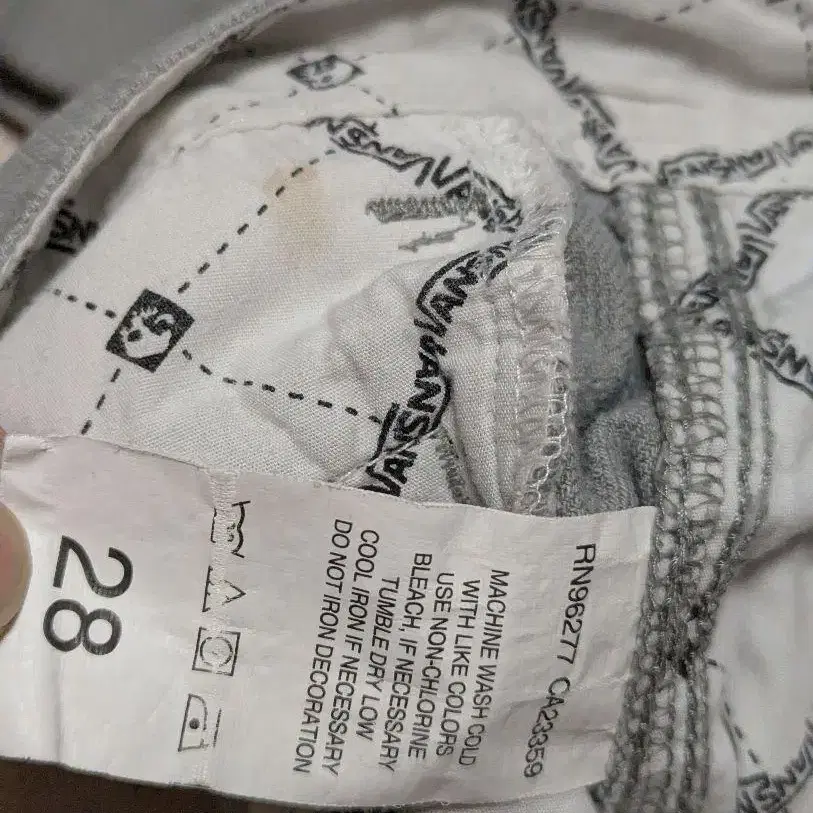 VANS
VANS
VANS
VANS
28
RN96277 CA23359
MACHINE WASH COLD
WITH LIKE COLORS
USE NON-CHLORINE
BLEACH, IF NECESSARY
TUMBLE DRY LOW
COOL IRON IF NECESSARY
DO NOT IRON DECORATION